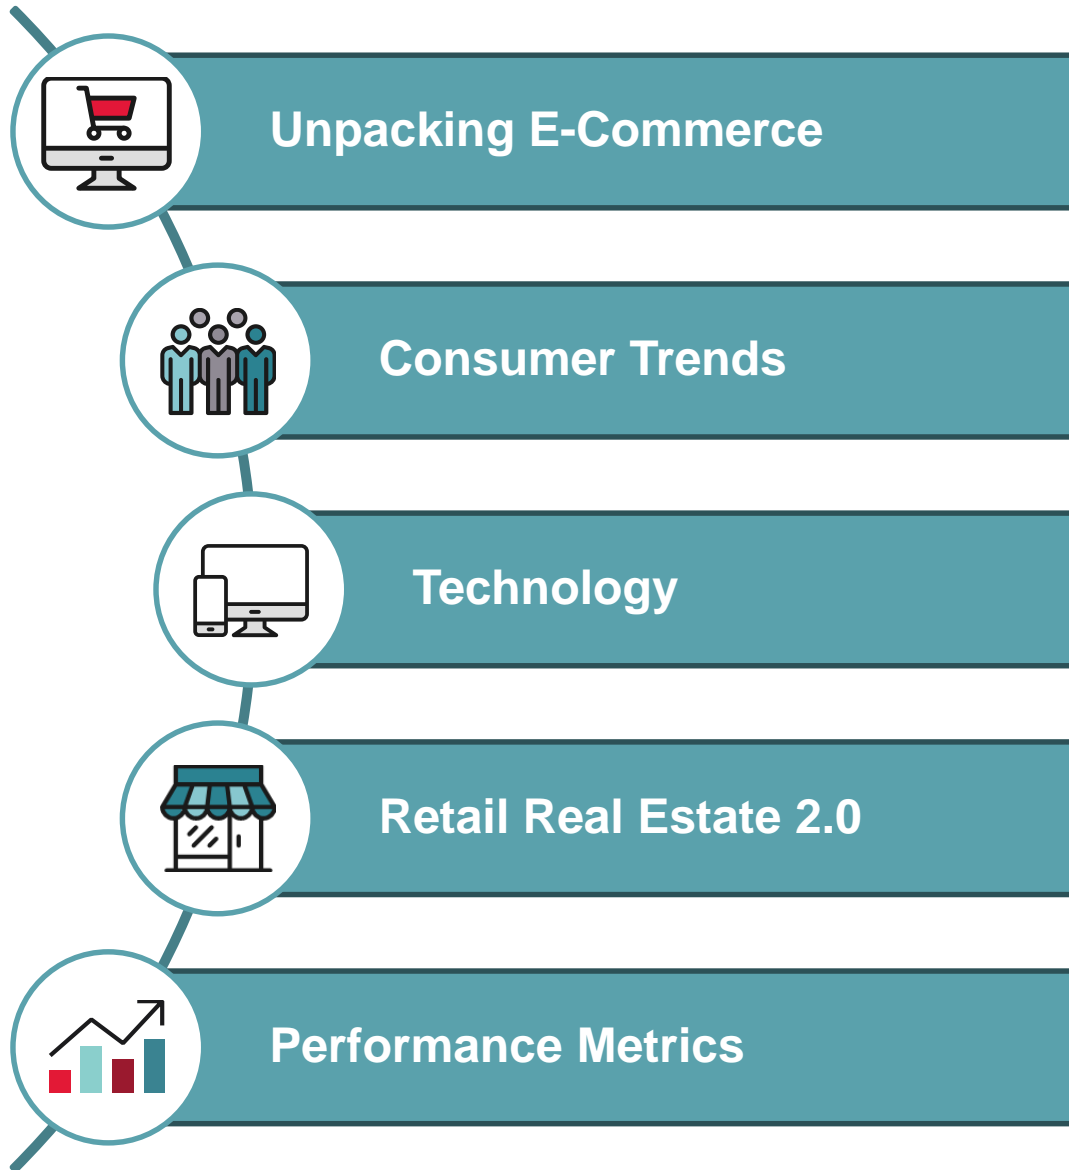 Unpacking E-Commerce
Consumer Trends
Technology
Retail Real Estate 2.0
Performance Metrics